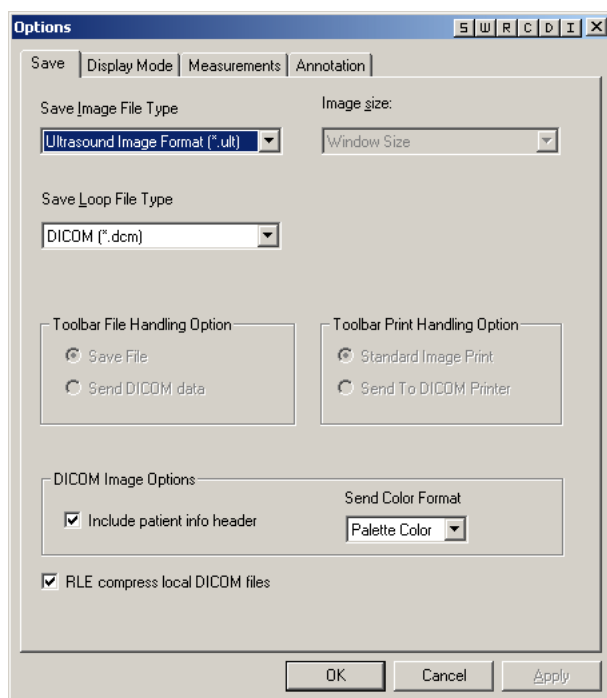 Options S W R C D I X
Save Display Mode Measurements Annotation
Save Image File Type Image size:
Ultrasound Image Format (*.ult) Window Size
Save Loop File Type
DICOM (*.dcm)
Toolbar File Handling Option Toolbar Print Handling Option
Save File Standard Image Print
Send DICOM data Send To DICOM Printer
DICOM Image Options
Send Color Format
Include patient info header
Palette Color
RLE compress local DICOM files
OK Cancel Apply